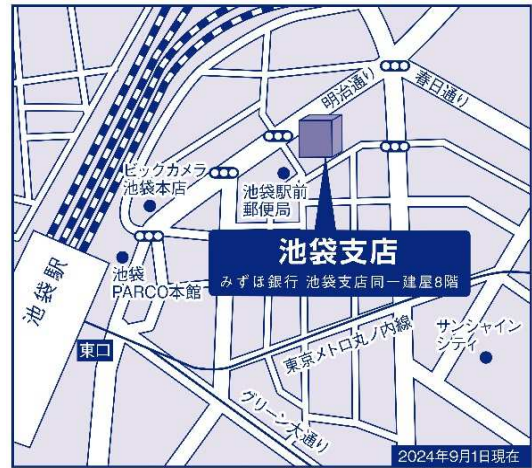 明治通り
春日通り
ビックカメラ
池袋本店
池袋駅前
郵便局
池袋支店
みずほ銀行 池袋支店同一建屋8階
池袋
PARCO本館
池袋駅
東口
東京メトロ丸ノ内線
サンシャイン
シティ
グリーン大通り
2024年9月1日現在